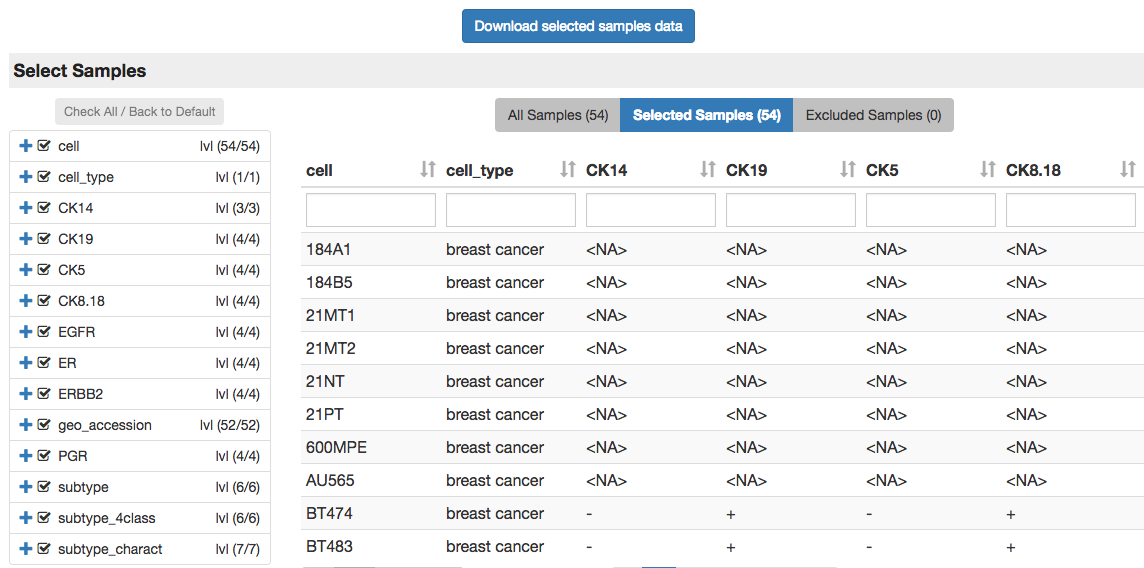 Download selected samples data
Select Samples
Check All / Back to Default
cell lvl (54/54)
cell_type lvl (1/1)
CK14 lvl (3/3)
CK19 lvl (4/4)
CK5 lvl (4/4)
CK8.18 lvl (4/4)
EGFR lvl (4/4)
ER lvl (4/4)
ERBB2 lvl (4/4)
geo_accession lvl (52/52)
PGR lvl (4/4)
subtype lvl (6/6)
subtype_4class lvl (6/6)
subtype_charact lvl (7/7)
All Samples (54) Selected Samples (54) Excluded Samples (0)
cell cell_type CK14 CK19 CK5 CK8.18
184A1 breast cancer <NA> <NA> <NA> <NA>
184B5 breast cancer <NA> <NA> <NA> <NA>
21MT1 breast cancer <NA> <NA> <NA> <NA>
21MT2 breast cancer <NA> <NA> <NA> <NA>
21NT breast cancer <NA> <NA> <NA> <NA>
21PT breast cancer <NA> <NA> <NA> <NA>
600MPE breast cancer <NA> <NA> <NA> <NA>
AU565 breast cancer <NA> <NA> <NA> <NA>
BT474 breast cancer - + - +
BT483 breast cancer - + - +